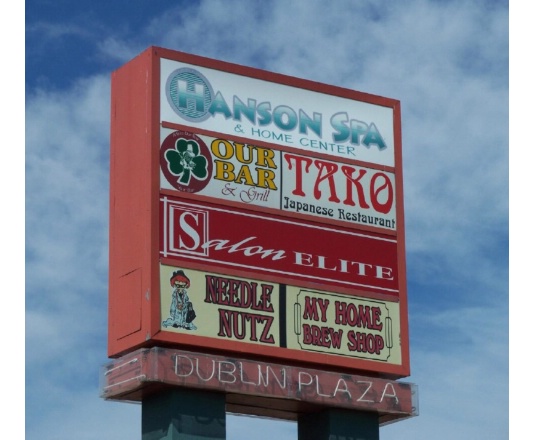 HANSON SPA
& HOME CENTER
OUR
BAR
& Grill
TAKO
Japanese Restaurant
Salon ELITE
NEEDLE
NUTZ
MY HOME
BREW SHOP
DUBLIN PLAZA